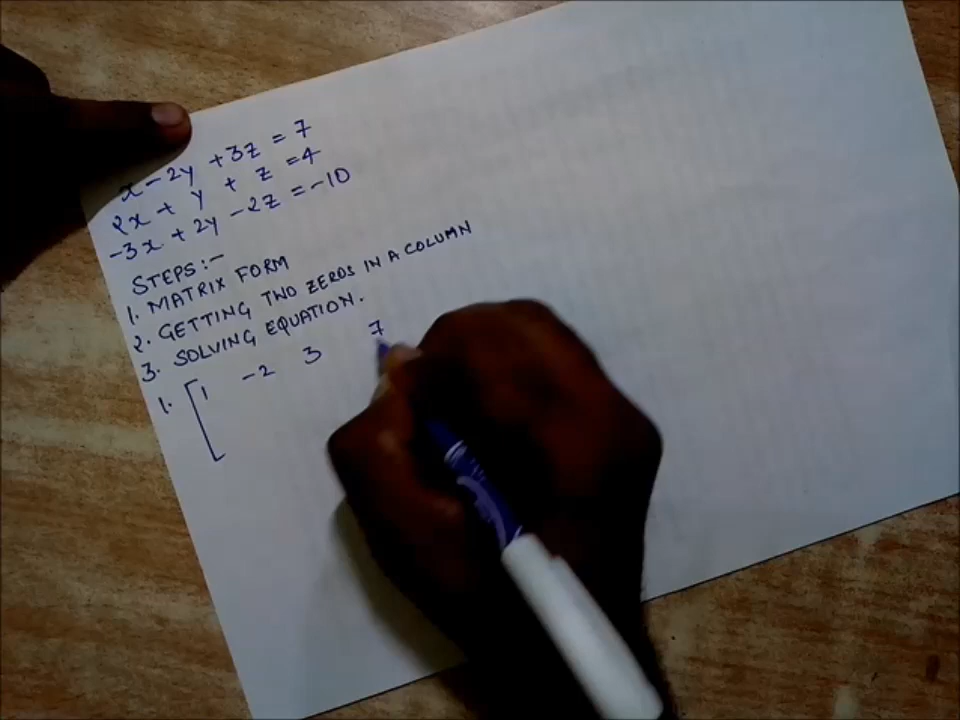 x - 2y + 3z = 7
2x + y + z = 4
-3x + 2y - 2z = -10
STEPS:-
1. MATRIX FORM
2. GETTING TWO ZEROS IN A COLUMN
3. SOLVING EQUATION.
1. [ 1 -2 3 7